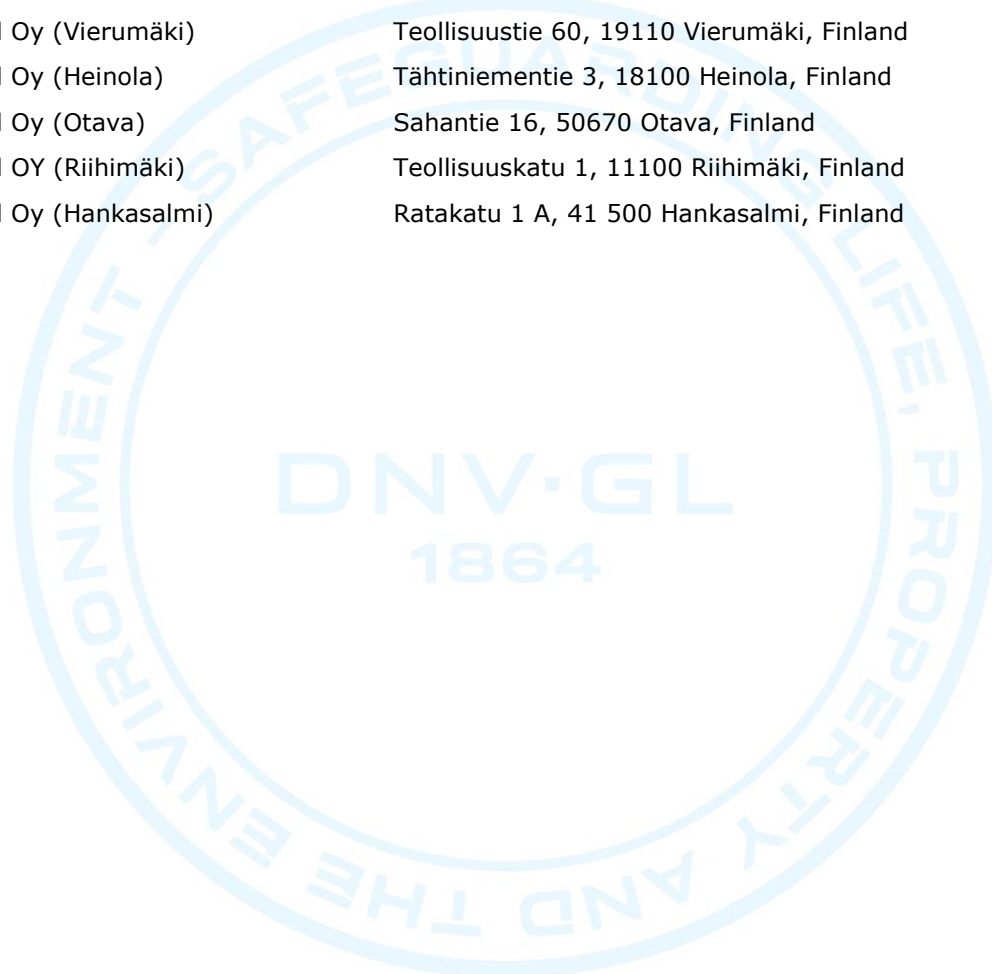 Oy (Vierumäki) Teollisuustie 60, 19110 Vierumäki, Finland
Oy (Heinola) Tähtiniementie 3, 18100 Heinola, Finland
Oy (Otava) Sahantie 16, 50670 Otava, Finland
OY (Riihimäki) Teollisuuskatu 1, 11100 Riihimäki, Finland
Oy (Hankasalmi) Ratakatu 1 A, 41 500 Hankasalmi, Finland
SAFEGUARDING LIFE, PROPERTY AND THE ENVIRONMENT
DNV·GL
1864